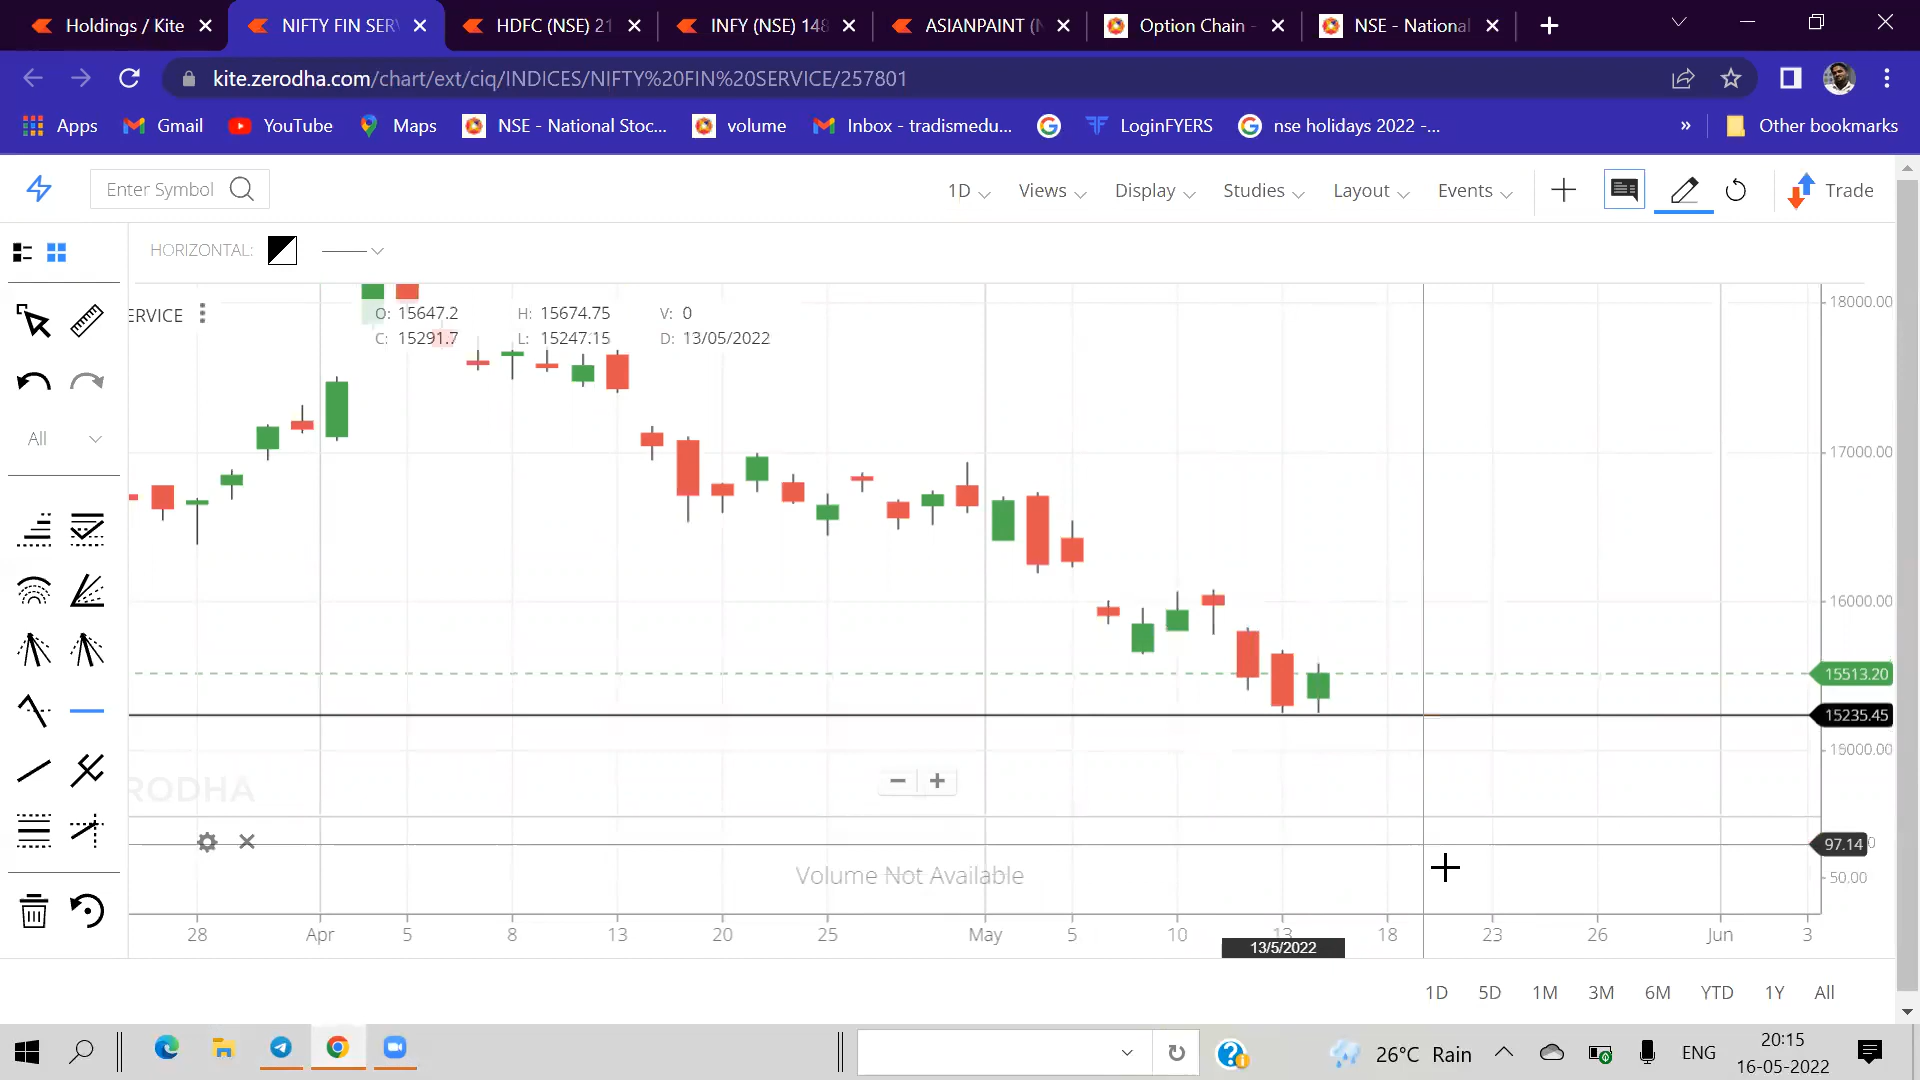 Holdings / Kite
NIFTY FIN SERV
HDFC (NSE) 21
INFY (NSE) 148
ASIANPAINT (N
Option Chain -
NSE - National
kite.zerodha.com/chart/ext/ciq/INDICES/NIFTY%20FIN%20SERVICE/257801
Apps
Gmail
YouTube
Maps
NSE - National Stoc...
volume
Inbox - tradismedu...
LoginFYERS
nse holidays 2022 -...
»
Other bookmarks
Enter Symbol
1D
Views
Display
Studies
Layout
Events
Trade
HORIZONTAL:
ERVICE
O: 15647.2
H: 15674.75
V: 0
C: 15291.7
L: 15247.15
D: 13/05/2022
All
18000.00
17000.00
16000.00
15513.20
15235.45
15000.00
RODHA
97.14
Volume Not Available
50.00
28
Apr
5
8
13
20
25
May
5
10
13
18
23
26
Jun
3
13/5/2022
1D
5D
1M
3M
6M
YTD
1Y
All
26°C Rain
ENG
20:15
16-05-2022